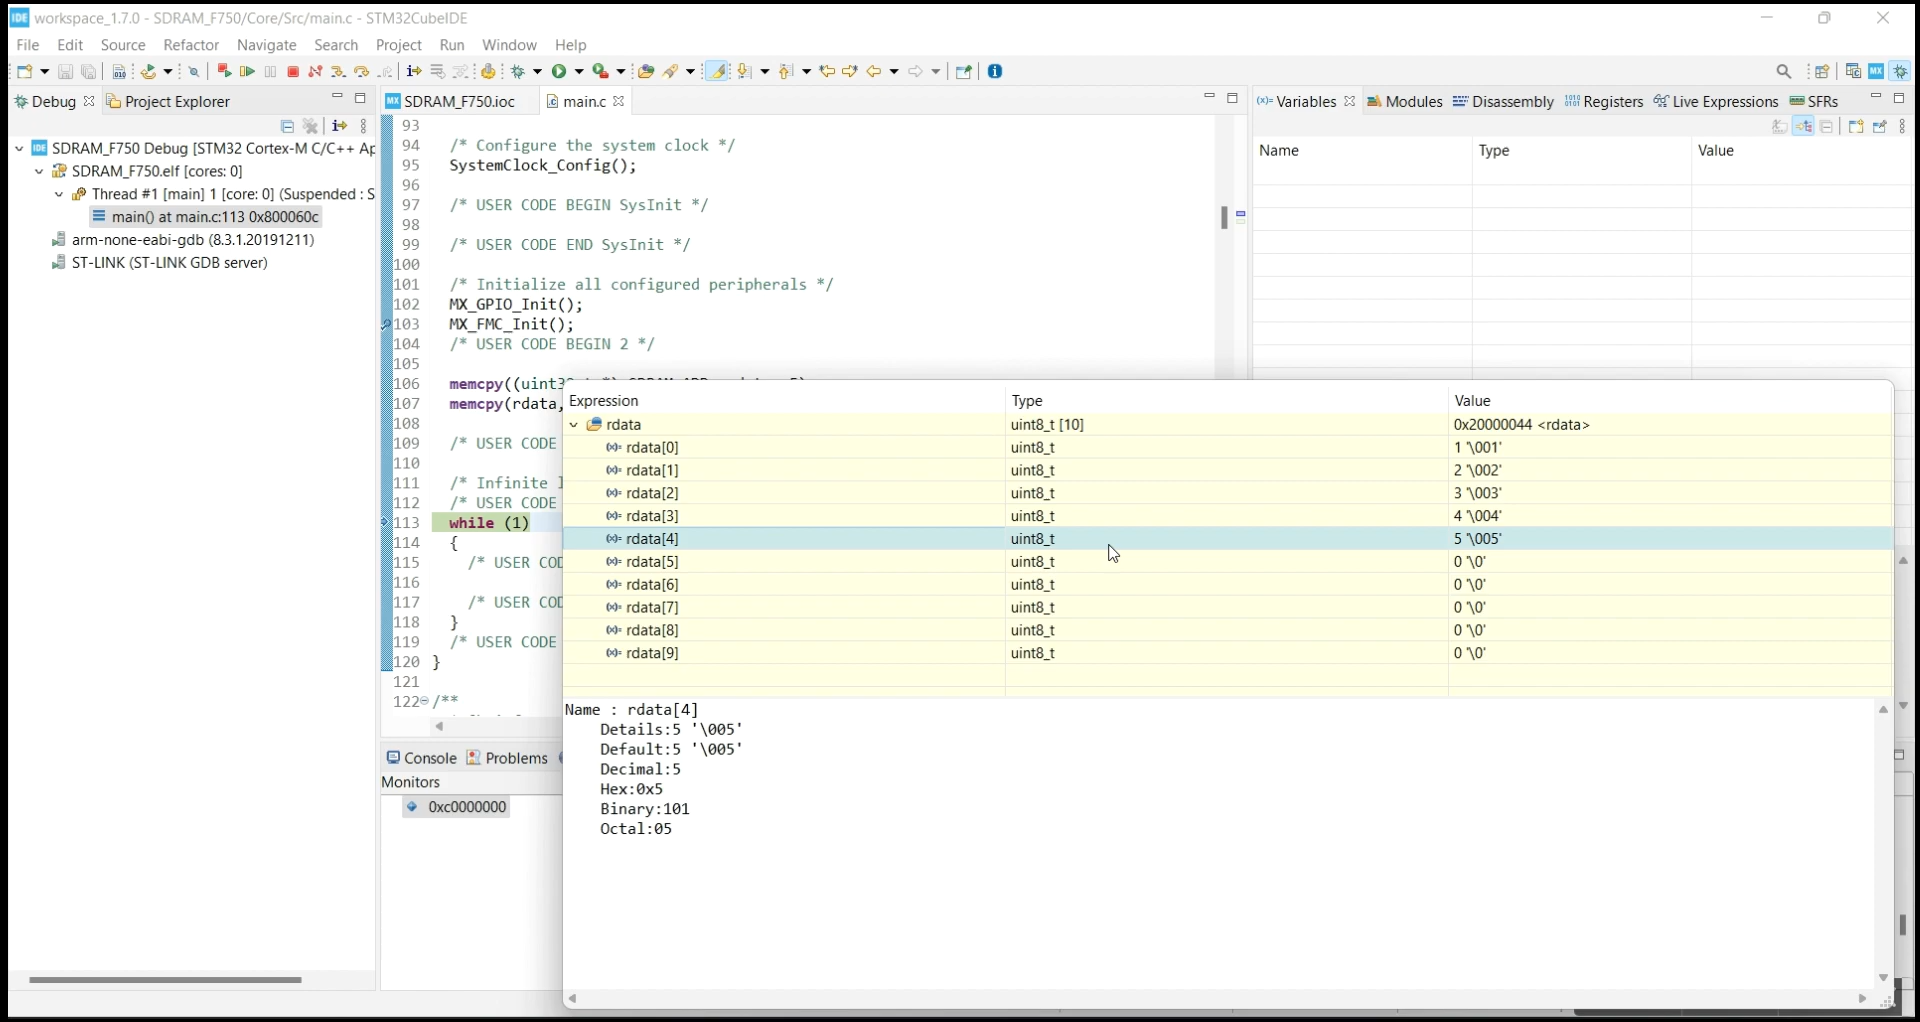 IDE workspace_1.7.0 - SDRAM_F750/Core/Src/main.c - STM32CubeIDE
File Edit Source Refactor Navigate Search Project Run Window Help
Debug Project Explorer
SDRAM_F750.ioc main.c
(x)= Variables Modules Disassembly Registers Live Expressions SFRs
IDE SDRAM_F750 Debug [STM32 Cortex-M C/C++ Ap
SDRAM_F750.elf [cores: 0]
Thread #1 [main] 1 [core: 0] (Suspended : S
main() at main.c:113 0x800060c
arm-none-eabi-gdb (8.3.1.20191211)
ST-LINK (ST-LINK GDB server)
93
94 /* Configure the system clock */
95 SystemClock_Config();
96
97 /* USER CODE BEGIN SysInit */
98
99 /* USER CODE END SysInit */
100
101 /* Initialize all configured peripherals */
102 MX_GPIO_Init();
103 MX_FMC_Init();
104 /* USER CODE BEGIN 2 */
105
106 memcpy((uint3
107 memcpy(rdata,
108
109 /* USER CODE
110
111 /* Infinite
112 /* USER CODE
113 while (1)
114 {
115 /* USER COD
116
117 /* USER COD
118 }
119 /* USER CODE
120 }
121
122 /**
Name Type Value
Expression Type Value
rdata uint8_t [10] 0x20000044 <rdata>
(x)= rdata[0] uint8_t 1 '\001'
(x)= rdata[1] uint8_t 2 '\002'
(x)= rdata[2] uint8_t 3 '\003'
(x)= rdata[3] uint8_t 4 '\004'
(x)= rdata[4] uint8_t 5 '\005'
(x)= rdata[5] uint8_t 0 '\0'
(x)= rdata[6] uint8_t 0 '\0'
(x)= rdata[7] uint8_t 0 '\0'
(x)= rdata[8] uint8_t 0 '\0'
(x)= rdata[9] uint8_t 0 '\0'
Name : rdata[4]
Details:5 '\005'
Default:5 '\005'
Decimal:5
Hex:0x5
Binary:101
Octal:05
Console Problems
Monitors
0xc0000000